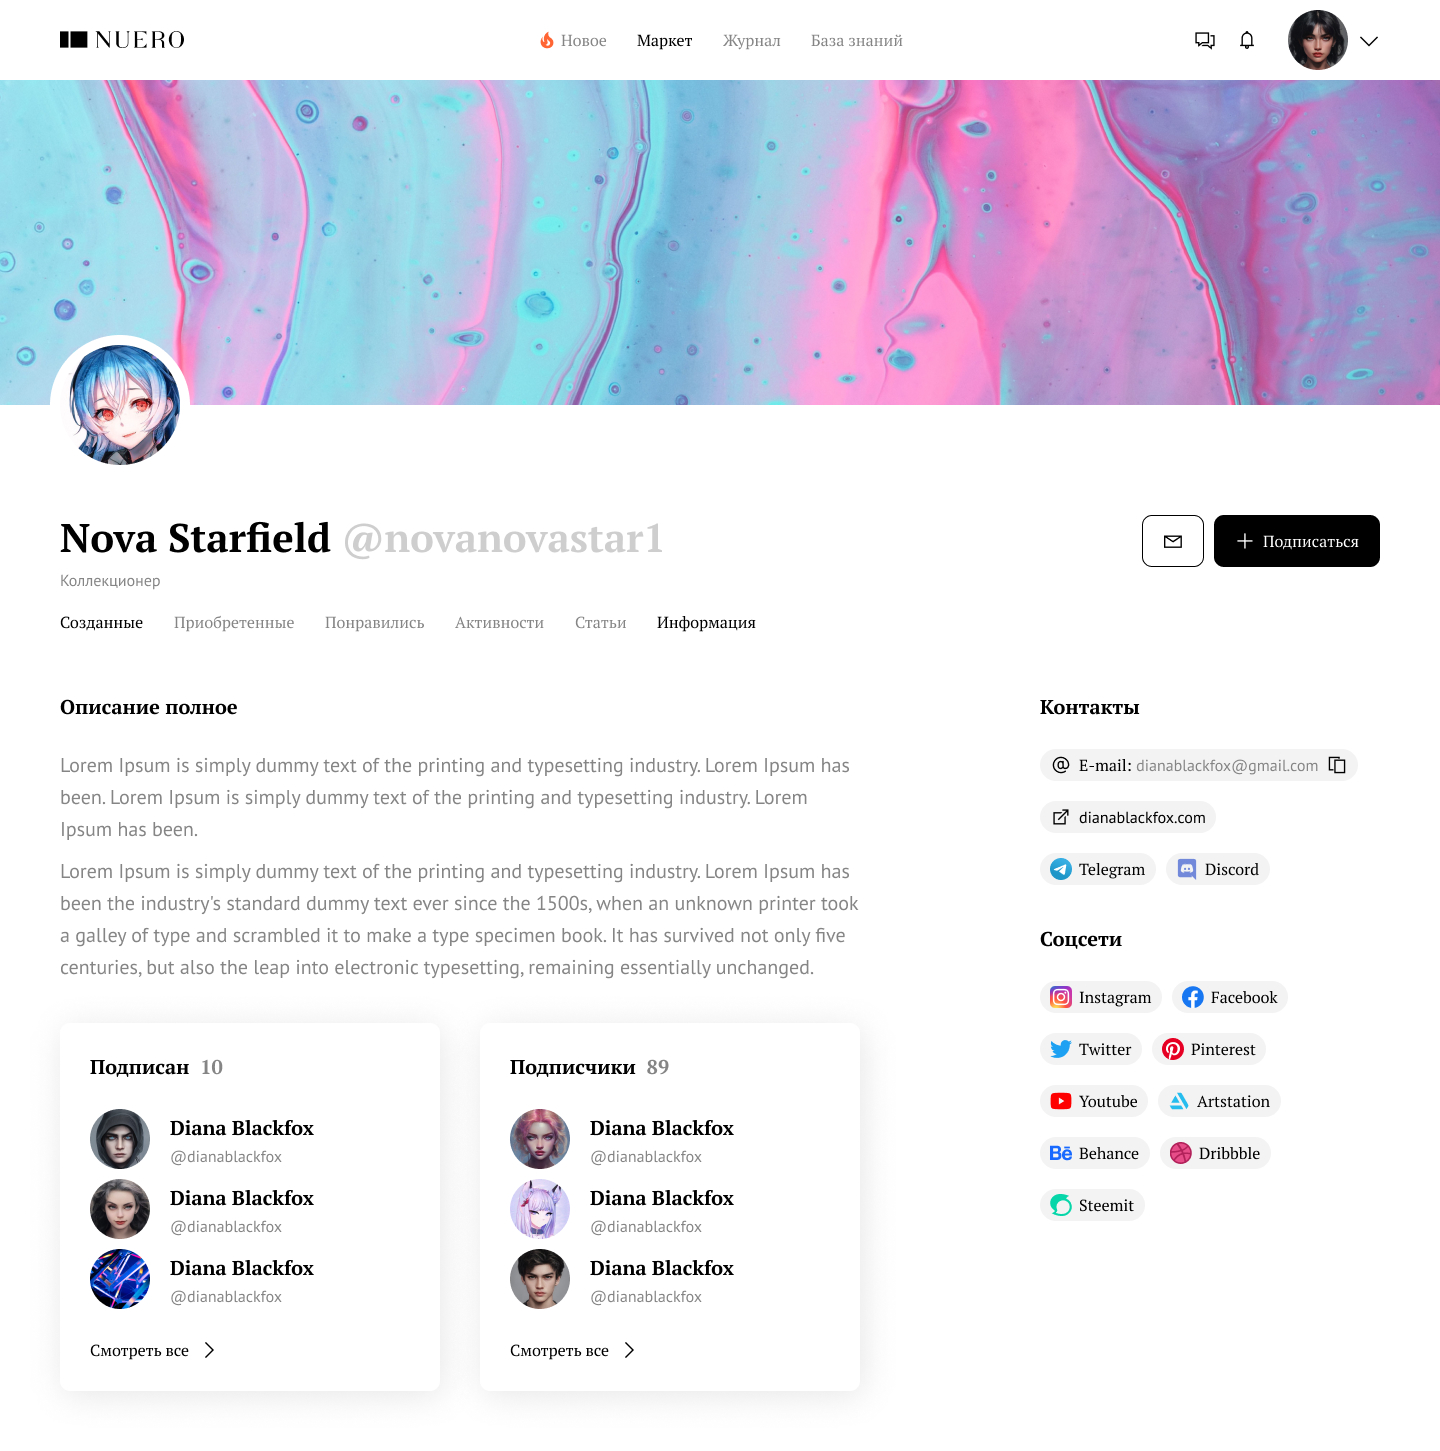 NUERO
Новое Маркет Журнал База знаний
Nova Starfield @novanovastar1
Подписаться
Коллекционер
Созданные Приобретенные Понравились Активности Статьи Информация
Описание полное
Lorem Ipsum is simply dummy text of the printing and typesetting industry. Lorem Ipsum has
been. Lorem Ipsum is simply dummy text of the printing and typesetting industry. Lorem
Ipsum has been.
Lorem Ipsum is simply dummy text of the printing and typesetting industry. Lorem Ipsum has
been the industry's standard dummy text ever since the 1500s, when an unknown printer took
a galley of type and scrambled it to make a type specimen book. It has survived not only five
centuries, but also the leap into electronic typesetting, remaining essentially unchanged.
Подписан 10
Diana Blackfox
@dianablackfox
Diana Blackfox
@dianablackfox
Diana Blackfox
@dianablackfox
Смотреть все
Подписчики 89
Diana Blackfox
@dianablackfox
Diana Blackfox
@dianablackfox
Diana Blackfox
@dianablackfox
Смотреть все
Контакты
E-mail: dianablackfox@gmail.com
dianablackfox.com
Telegram Discord
Соцсети
Instagram Facebook
Twitter Pinterest
Youtube Artstation
Behance Dribbble
Steemit